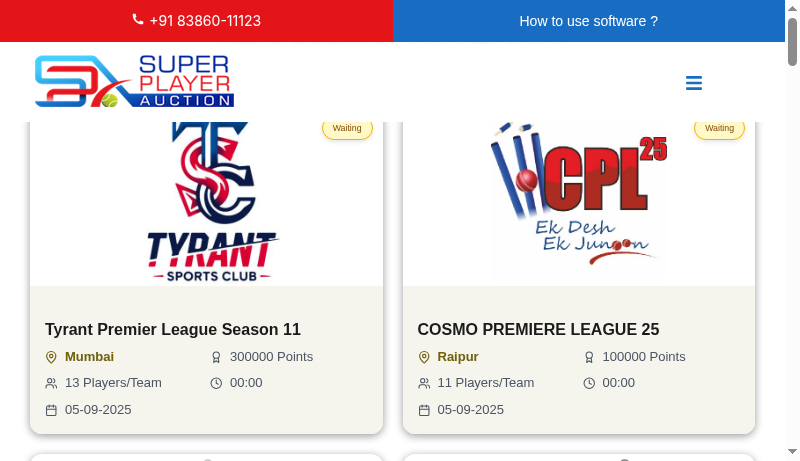 +91 83860-11123
How to use software ?
SUPER
PLAYER
AUCTION
Waiting
TSC
TYRANT
SPORTS CLUB
Tyrant Premier League Season 11
Mumbai
300000 Points
13 Players/Team
00:00
05-09-2025
Waiting
CPL 25
Ek Desh
Ek Junoon
COSMO PREMIERE LEAGUE 25
Raipur
100000 Points
11 Players/Team
00:00
05-09-2025